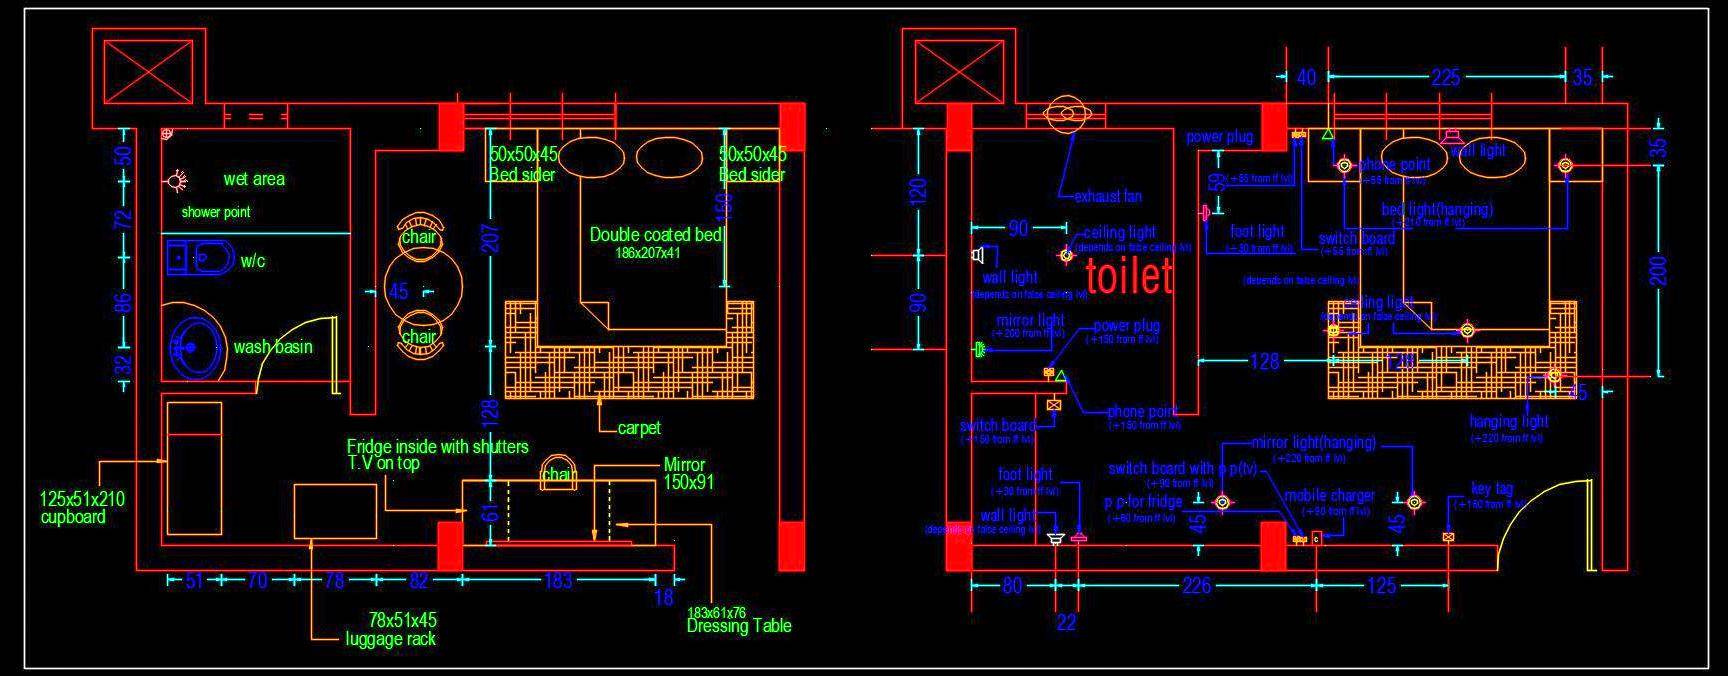 50
72
86
32
wet area
shower point
w/c
wash basin
chair
45
chair
50x50x45
Bed sider
50x50x45
Bed sider
207
Double coated bed
186x207x41
128
carpet
Fridge inside with shutters
T.V on top
chair
Mirror
150x91
61
125x51x210
cupboard
51
70
78
82
183
18
78x51x45
luggage rack
183x61x76
Dressing Table
40
225
35
35
200
120
90
90
59
power plug
(+55 from ff lvl)
phone point
(+55 from ff lvl)
wall light
bed light(hanging)
(+210 from ff lvl)
exhaust fan
foot light
(+30 from ff lvl)
switch board
(+55 from ff lvl)
ceiling light
(depends on false ceiling lvl)
toilet
wall light
(depends on false ceiling lvl)
(depends on false ceiling lvl)
ceiling light
(depends on false ceiling lvl)
mirror light
(+200 from ff lvl)
power plug
(+150 from ff lvl)
128
128
45
phone point
(+150 from ff lvl)
switch board
(+150 from ff lvl)
hanging light
(+220 from ff lvl)
mirror light(hanging)
(+220 from ff lvl)
foot light
(+30 from ff lvl)
switch board with p p(tv)
(+90 from ff lvl)
mobile charger
(+90 from ff lvl)
key tag
(+150 from ff lvl)
p p for fridge
wall light
(depends on false ceiling lvl)
45
45
c
80
22
226
125